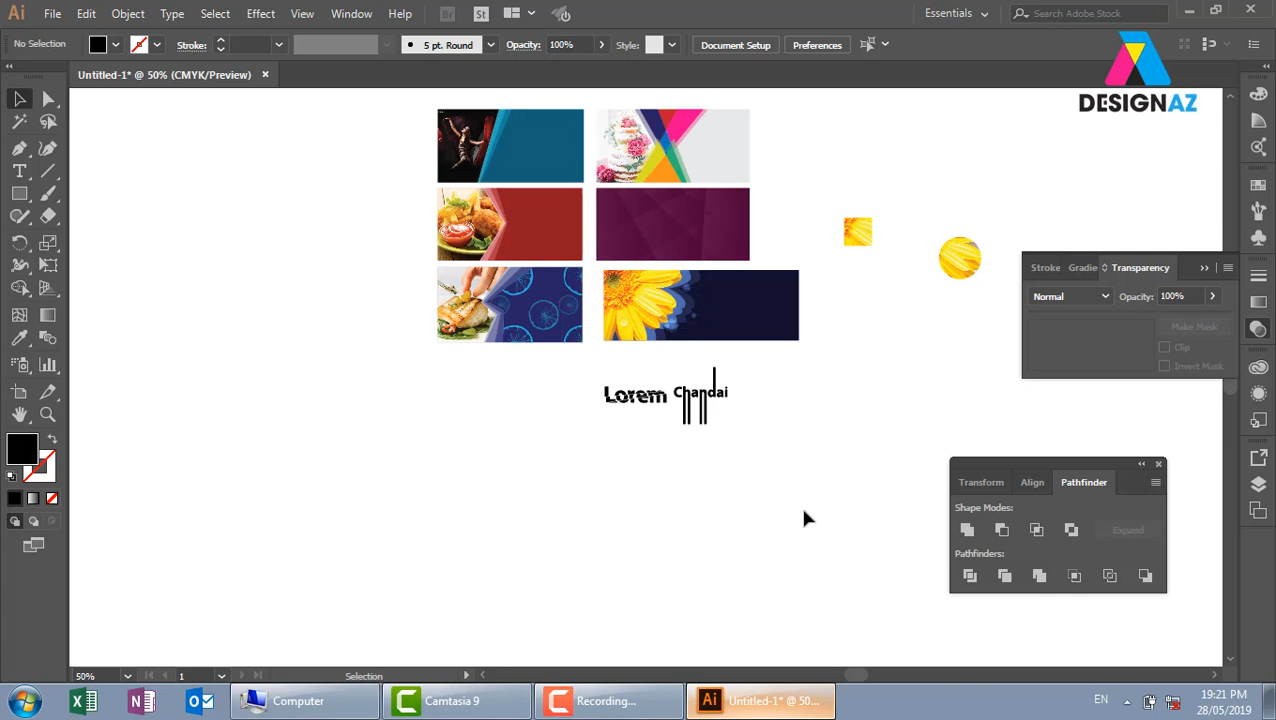 Ai File Edit Object Type Select Effect View Window Help Br St Essentials Search Adobe Stock
No Selection Stroke: 5 pt. Round Opacity: 100% Style: Document Setup Preferences
Untitled-1* @ 50% (CMYK/Preview)
DESIGNAZ
Stroke Gradie Transparency
Normal Opacity: 100%
Make Mask
Clip
Invert Mask
Lorem Chandai
Transform Align Pathfinder
Shape Modes:
Expand
Pathfinders:
50% 1 Selection
Computer Camtasia 9 Recording... Ai Untitled-1* @ 50... EN 19:21 PM
28/05/2019